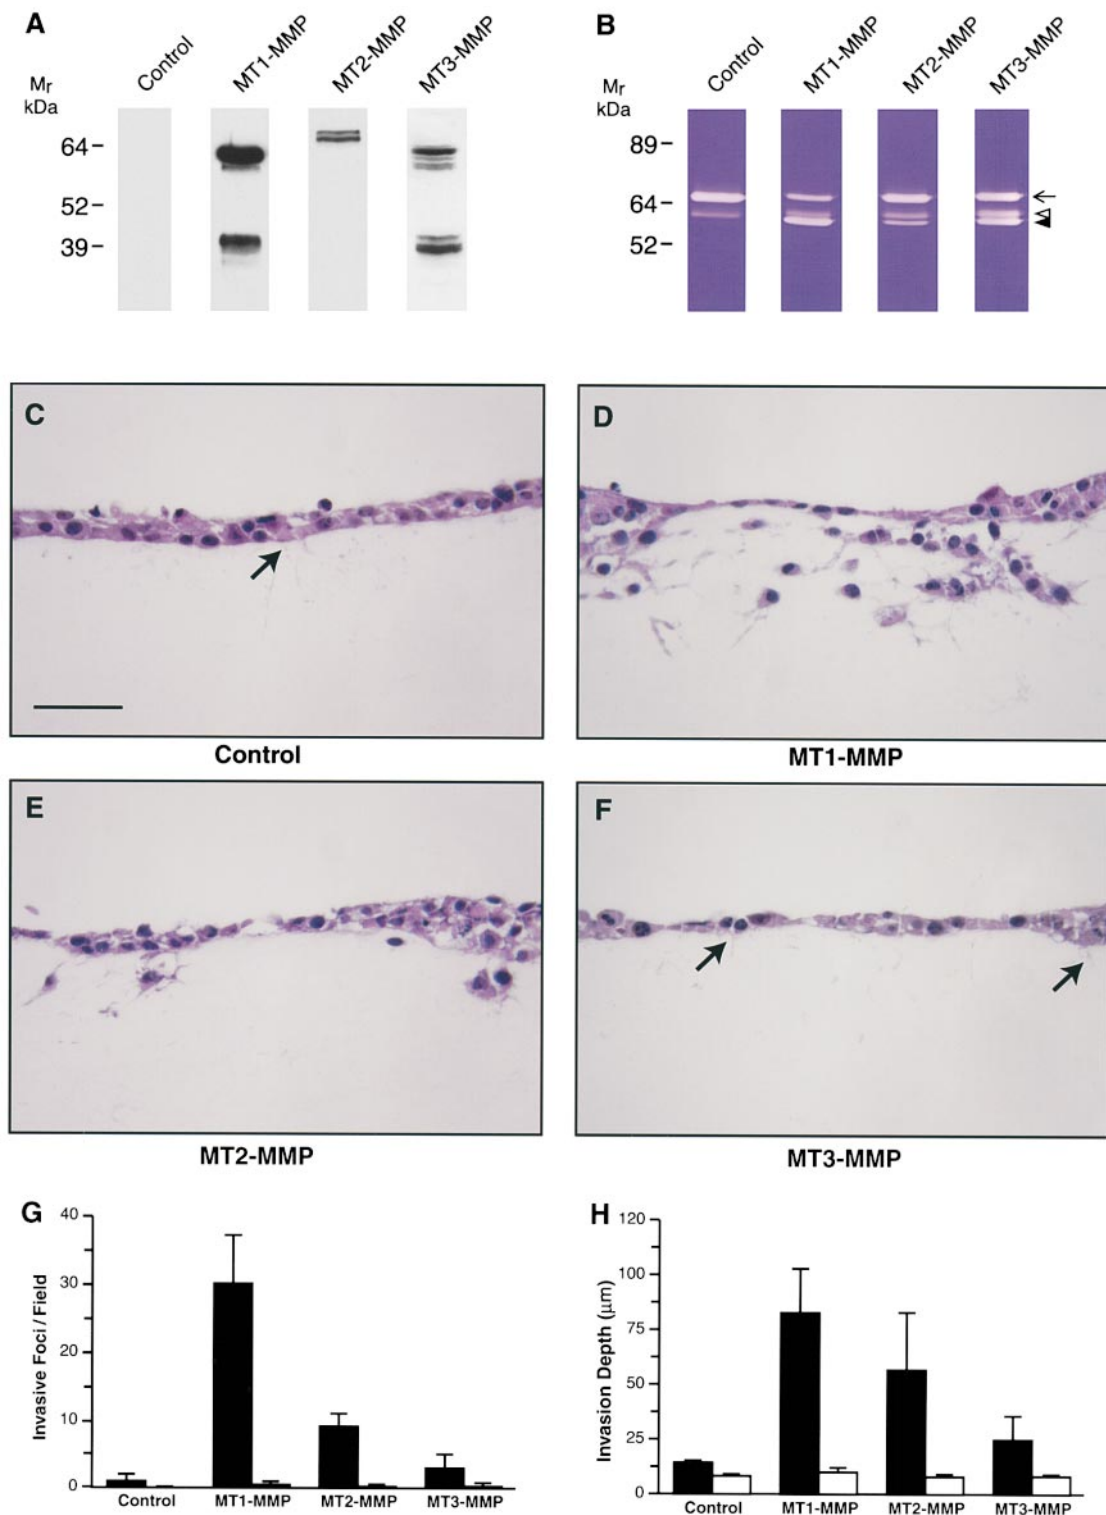 A
Control
MT1-MMP
MT2-MMP
MT3-MMP
Mr
kDa
64
52
39
B
Control
MT1-MMP
MT2-MMP
MT3-MMP
Mr
kDa
89
64
52
C
Control
D
MT1-MMP
E
MT2-MMP
F
MT3-MMP
G
Invasive Foci / Field
40
30
20
10
0
Control MT1-MMP MT2-MMP MT3-MMP
H
Invasion Depth (µm)
120
100
75
50
25
0
Control MT1-MMP MT2-MMP MT3-MMP